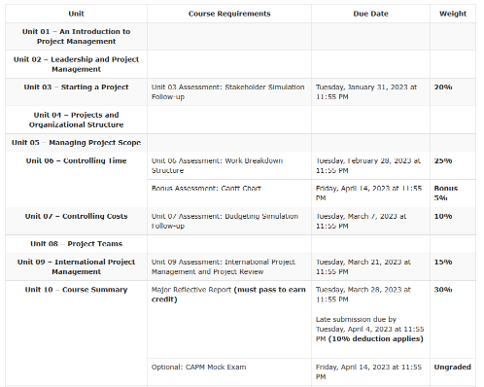 Unit Course Requirements Due Date Weight
Unit 01 – An Introduction to
Project Management
Unit 02 – Leadership and Project
Management
Unit 03 – Starting a Project Unit 03 Assessment: Stakeholder Simulation Tuesday, January 31, 2023 at 20%
Follow-up 11:55 PM
Unit 04 – Projects and
Organizational Structure
Unit 05 – Managing Project Scope
Unit 06 – Controlling Time Unit 06 Assessment: Work Breakdown Tuesday, February 28, 2023 at 25%
Structure 11:55 PM
Bonus Assessment: Gantt Chart Friday, April 14, 2023 at 11:55 Bonus
PM 5%
Unit 07 – Controlling Costs Unit 07 Assessment: Budgeting Simulation Tuesday, March 7, 2023 at 10%
Follow-up 11:55 PM
Unit 08 – Project Teams
Unit 09 – International Project Unit 09 Assessment: International Project Tuesday, March 21, 2023 at 15%
Management Management and Project Review 11:55 PM
Unit 10 – Course Summary Major Reflective Report (must pass to earn Tuesday, March 28, 2023 at 30%
credit) 11:55 PM
Late submission due by
Tuesday, April 4, 2023 at 11:55
PM (10% deduction applies)
Optional: CAPM Mock Exam Friday, April 14, 2023 at Ungraded
11:55 PM